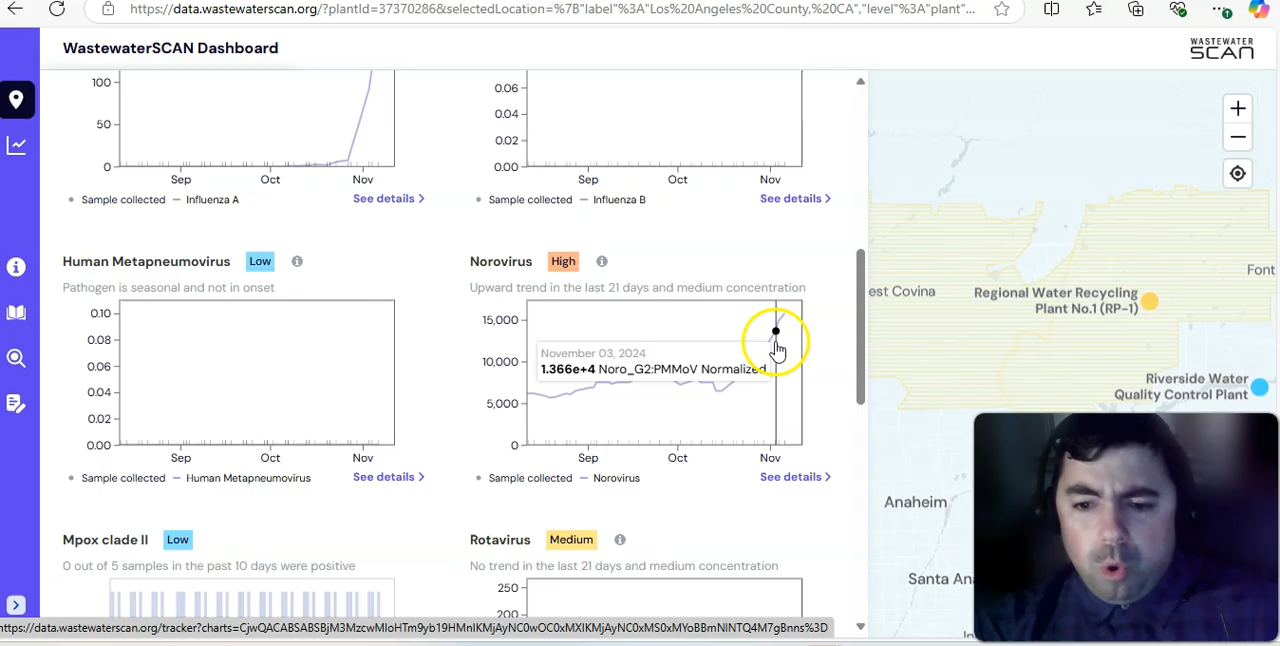 https://data.wastewaterscan.org/?plantId=37370286&selectedLocation=%7B"label"%3A"Los%20Angeles%20County,%20CA","level"%3A"plant"...
WastewaterSCAN Dashboard
WASTEWATER
SCAN
100
50
0
Sep
Oct
Nov
Sample collected
Influenza A
See details >
0.06
0.04
0.02
0.00
Sep
Oct
Nov
Sample collected
Influenza B
See details >
Human Metapneumovirus
Low
Pathogen is seasonal and not in onset
0.10
0.08
0.06
0.04
0.02
0.00
Sep
Oct
Nov
Sample collected
Human Metapneumovirus
See details >
Norovirus
High
Upward trend in the last 21 days and medium concentration
15,000
10,000
5,000
0
November 03, 2024
1.366e+4 Noro_G2:PMMoV Normalized
Sep
Oct
Nov
Sample collected
Norovirus
See details >
Mpox clade II
Low
0 out of 5 samples in the past 10 days were positive
Rotavirus
Medium
No trend in the last 21 days and medium concentration
250
200
est Covina
Font
Regional Water Recycling
Plant No.1 (RP-1)
Riverside Water
Quality Control Plant
Anaheim
Santa An